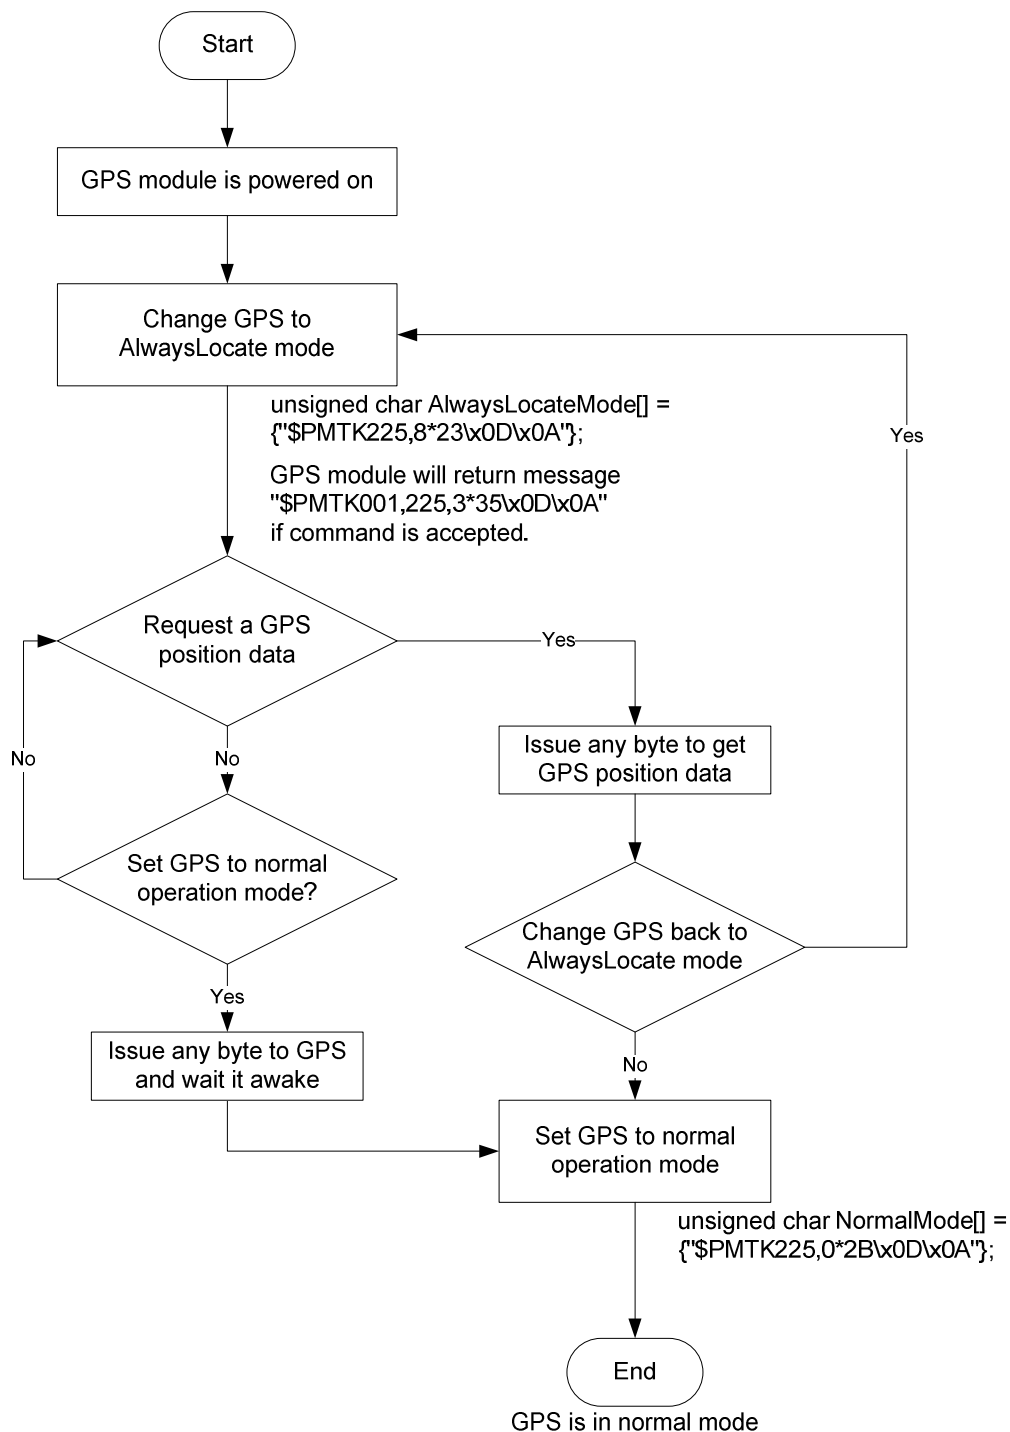 Start
GPS module is powered on
Change GPS to
AlwaysLocate mode
unsigned char AlwaysLocateMode[] =
{"$PMTK225,8*23\x0D\x0A"};
GPS module will return message
"$PMTK001,225,3*35\x0D\x0A"
if command is accepted.
Yes
Request a GPS
position data
Yes
No
No
Issue any byte to get
GPS position data
Set GPS to normal
operation mode?
Change GPS back to
AlwaysLocate mode
Yes
Issue any byte to GPS
and wait it awake
No
Set GPS to normal
operation mode
unsigned char NormalMode[] =
{"$PMTK225,0*2B\x0D\x0A"};
End
GPS is in normal mode